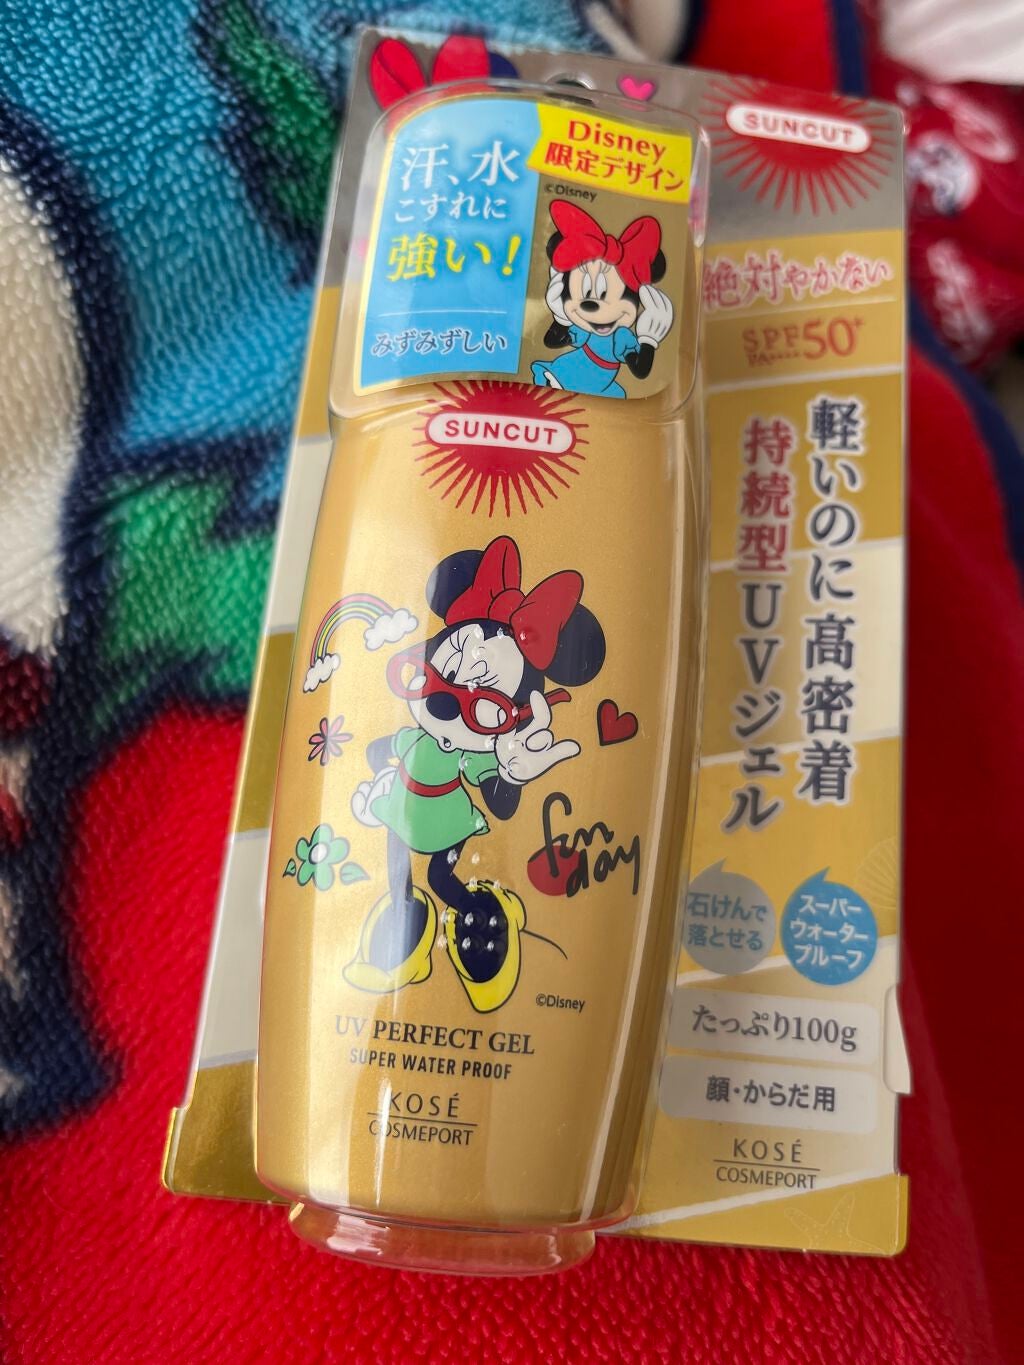 Disney
限定デザイン
©Disney
汗、水
こすれに
強い!
みずみずしい
SUNCUT
fun
day
©Disney
UV PERFECT GEL
SUPER WATER PROOF
KOSÉ
COSMEPORT
SUNCUT
絶対やかない
SPF50+
PA++++
軽いのに高密着
持続型UVジェル
石けんで
落とせる
スーパー
ウォーター
プルーフ
たっぷり100g
顔・からだ用
KOSÉ
COSMEPORT